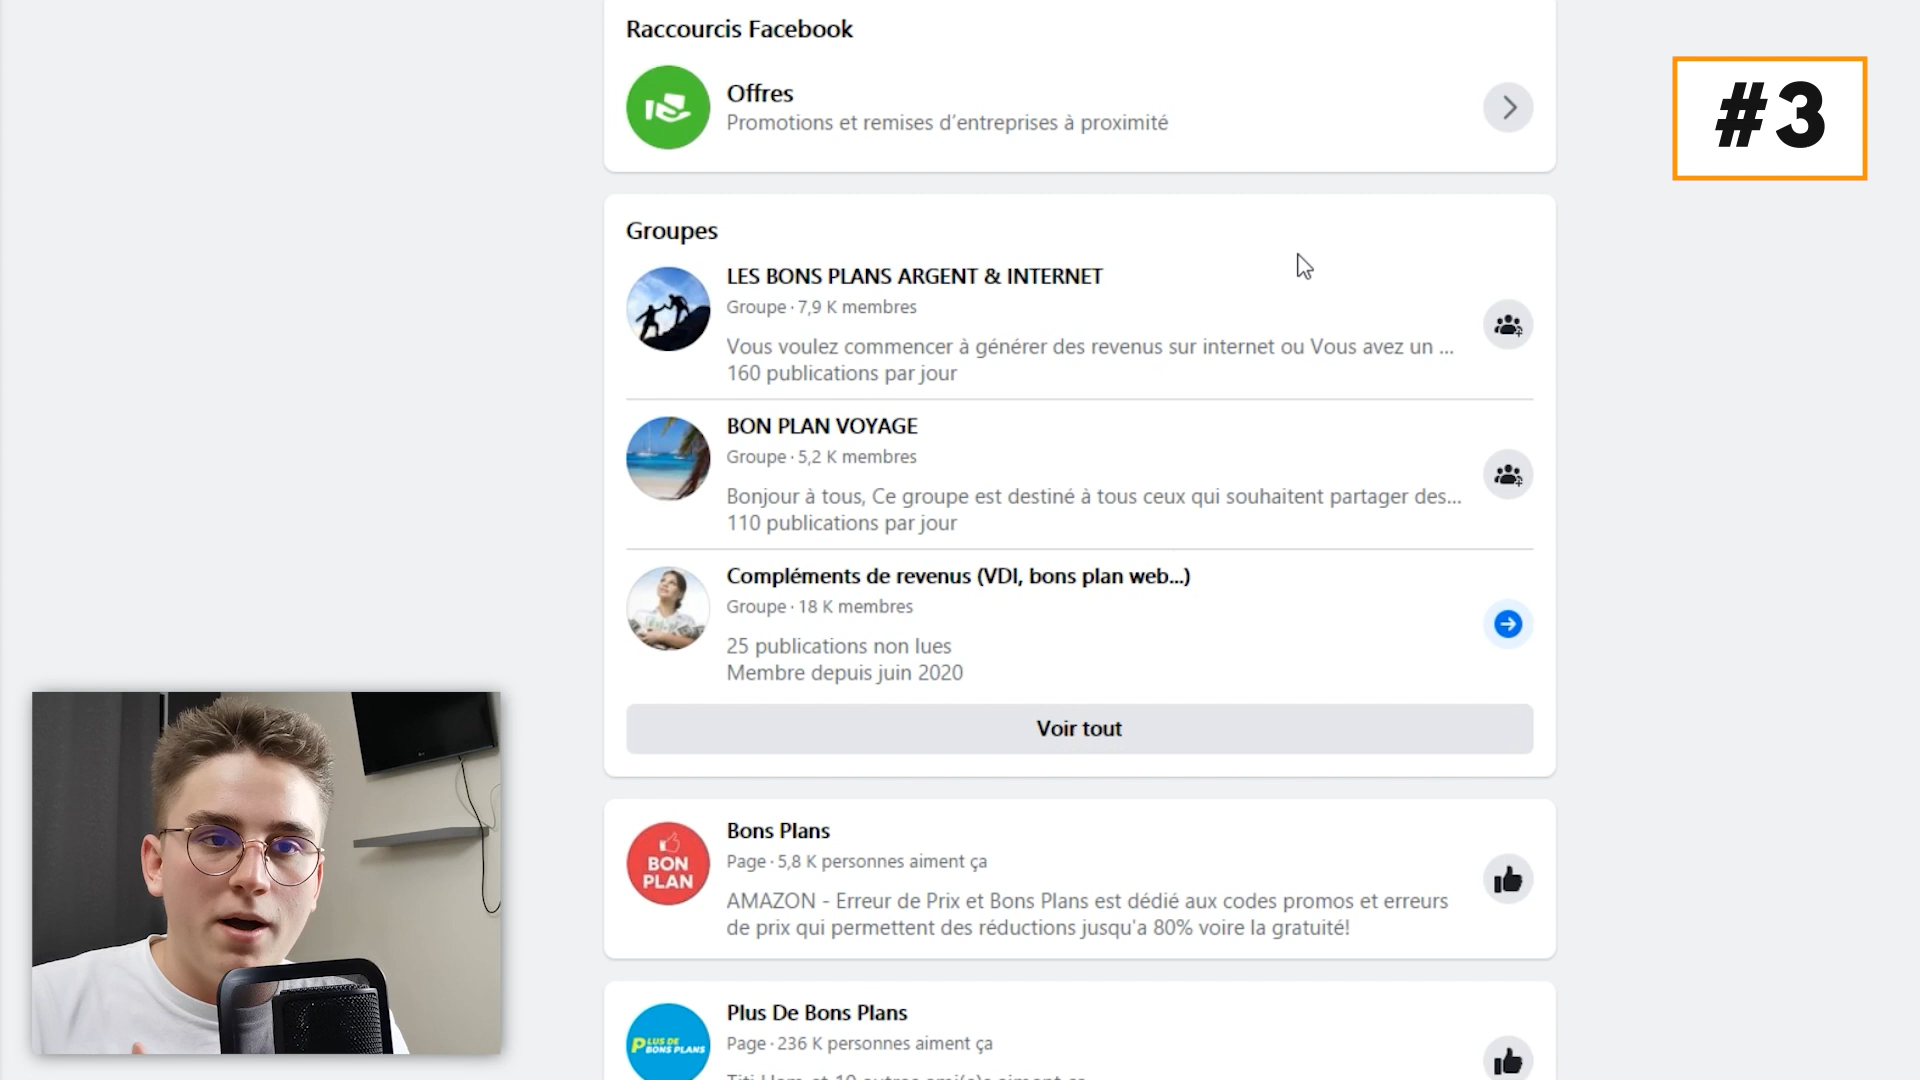 Raccourcis Facebook
Offres
Promotions et remises d’entreprises à proximité
#3
Groupes
LES BONS PLANS ARGENT & INTERNET
Groupe · 7,9 K membres
Vous voulez commencer à générer des revenus sur internet ou Vous avez un ...
160 publications par jour
BON PLAN VOYAGE
Groupe · 5,2 K membres
Bonjour à tous, Ce groupe est destiné à tous ceux qui souhaitent partager des...
110 publications par jour
Compléments de revenus (VDI, bons plan web...)
Groupe · 18 K membres
25 publications non lues
Membre depuis juin 2020
Voir tout
BON
PLAN
Bons Plans
Page · 5,8 K personnes aiment ça
AMAZON - Erreur de Prix et Bons Plans est dédié aux codes promos et erreurs
de prix qui permettent des réductions jusqu'a 80% voire la gratuité!
PLUS DE
BONS PLANS
Plus De Bons Plans
Page · 236 K personnes aiment ça